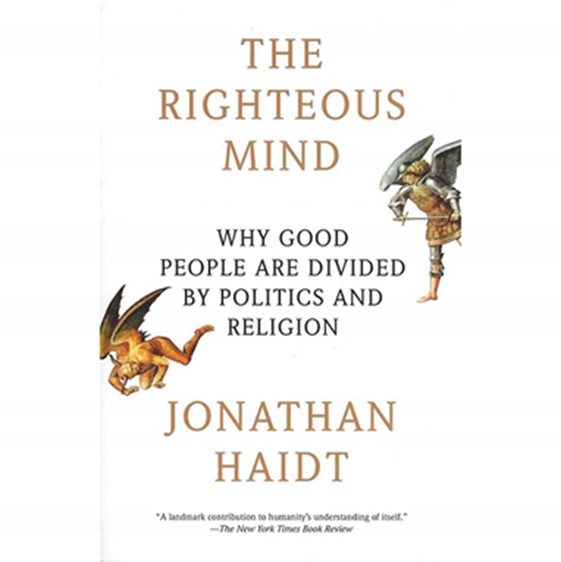 THE
RIGHTEOUS
MIND
WHY GOOD
PEOPLE ARE DIVIDED
BY POLITICS AND
RELIGION
JONATHAN
HAIDT
"A landmark contribution to humanity's understanding of itself."
—The New York Times Book Review